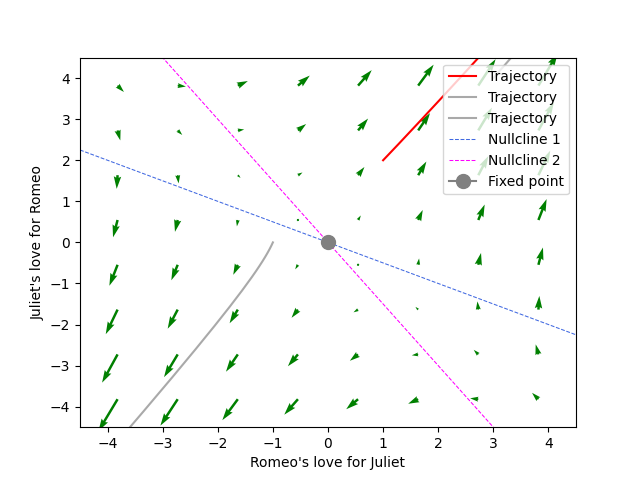 4
3
2
1
0
−1
−2
−3
−4
Juliet's love for Romeo
Trajectory
Trajectory
Trajectory
Nullcline 1
Nullcline 2
Fixed point
−4 −3 −2 −1 0 1 2 3 4
Romeo's love for Juliet